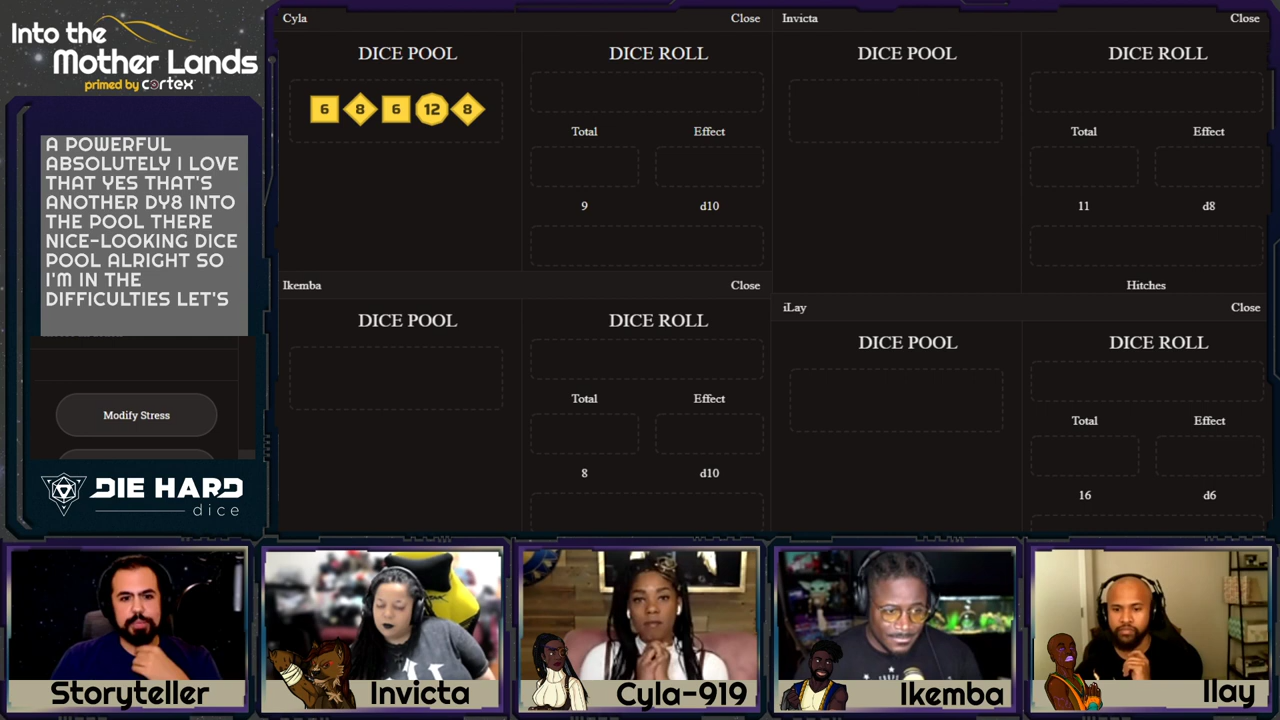 Into the
Mother Lands
primed by cortex
A POWERFUL
ABSOLUTELY I LOVE
THAT YES THAT'S
ANOTHER DY8 INTO
THE POOL THERE
NICE-LOOKING DICE
POOL ALRIGHT SO
I'M IN THE
DIFFICULTIES LET'S
Modify Stress
DIE HARD
dice
Cyla
Close
DICE POOL
6 8 6 12 8
DICE ROLL
Total Effect
9 d10
Invicta
Close
DICE POOL
DICE ROLL
Total Effect
11 d8
Hitches
Ikemba
Close
DICE POOL
DICE ROLL
Total Effect
8 d10
iLay
Close
DICE POOL
DICE ROLL
Total Effect
16 d6
Storyteller
Invicta
Cyla-919
Ikemba
Ilay